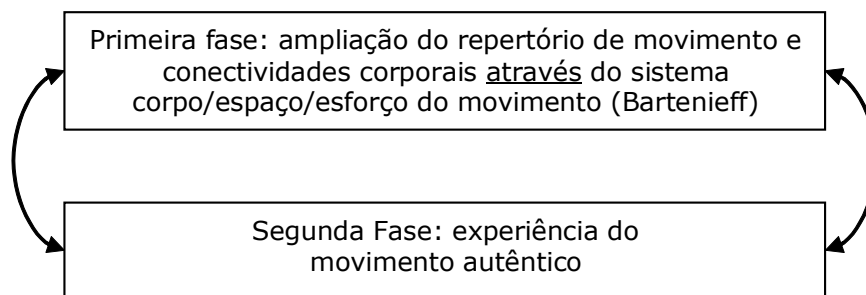 Primeira fase: ampliação do repertório de movimento e
conectividades corporais através do sistema
corpo/espaço/esforço do movimento (Bartenieff)
Segunda Fase: experiência do
movimento autêntico